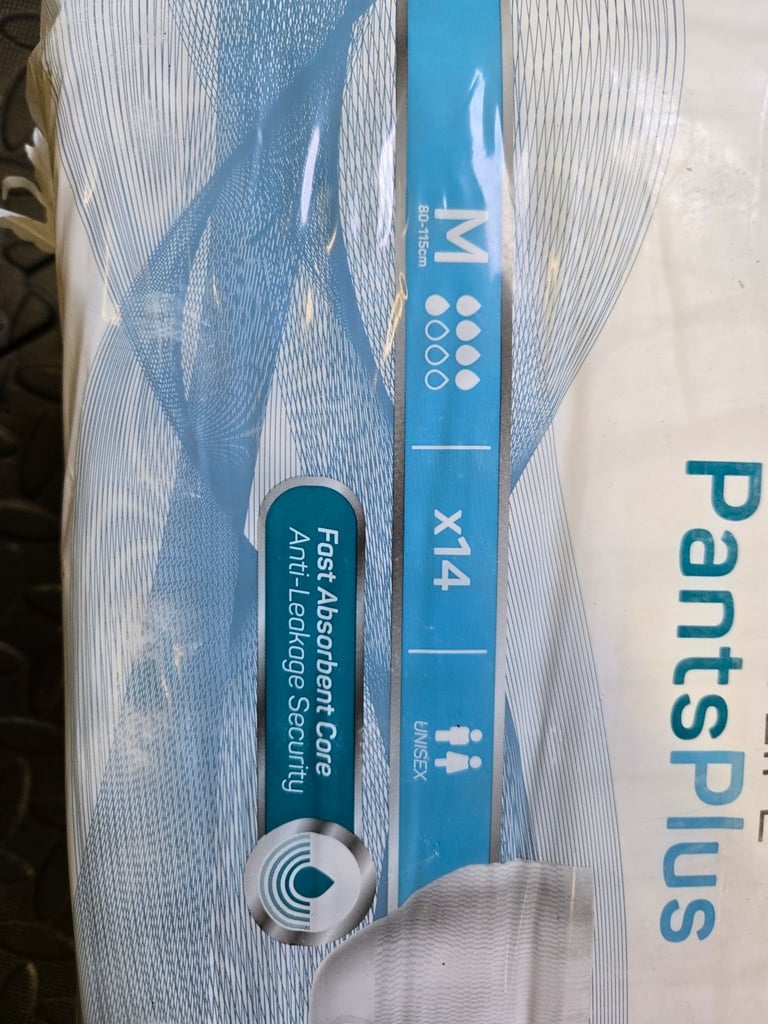 PantsPlus
M
80-115cm
x14
UNISEX
Fast Absorbent Core
Anti-Leakage Security